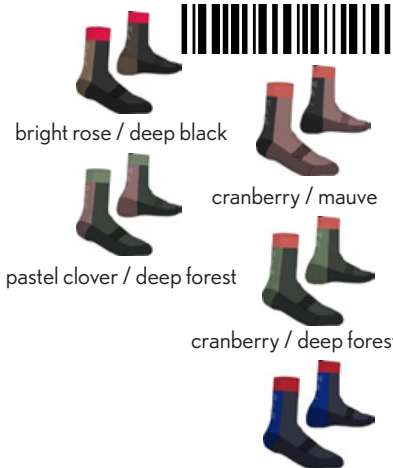 bright rose / deep black
cranberry / mauve
pastel clover / deep forest
cranberry / deep fores